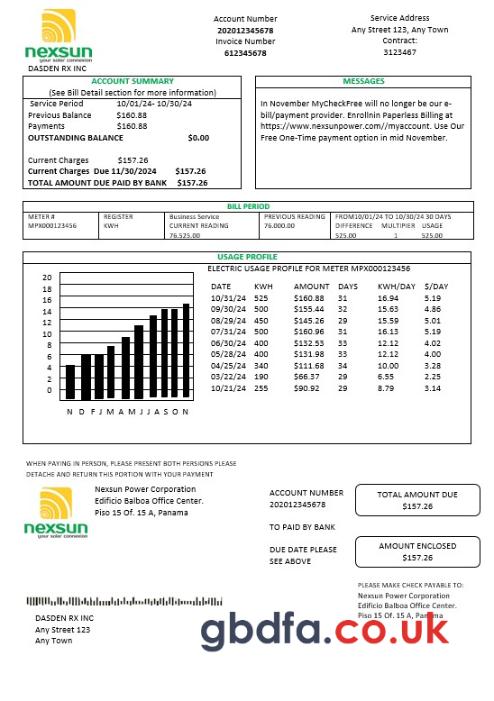 nexsun
your solar connexion
DASDEN RX INC
Account Number
202012345678
Invoice Number
612345678
Service Address
Any Street 123, Any Town
Contract:
3123467
ACCOUNT SUMMARY
(See Bill Detail section for more information)
Service Period 10/01/24- 10/30/24
Previous Balance $160.88
Payments $160.88
OUTSTANDING BALANCE $0.00
Current Charges $157.26
Current Charges Due 11/30/2024 $157.26
TOTAL AMOUNT DUE PAID BY BANK $157.26
MESSAGES
In November MyCheckFree will no longer be our e-
bill/payment provider. Enrollnin Paperless Billing at
https://www.nexsunpower.com//myaccount. Use Our
Free One-Time payment option in mid November.
BILL PERIOD
METER # REGISTER Business Service PREVIOUS READING FROM10/01/24 TO 10/30/24 30 DAYS
MPX000123456 KWH CURRENT READING 76.000.00 DIFFERENCE MULTIPLIER USAGE
76.525.00 525.00 1 525.00
USAGE PROFILE
ELECTRIC USAGE PROFILE FOR METER MPX000123456
20
18
16
14
12
10
8
6
4
2
0
N D F J M A M J J A S O N
DATE KWH AMOUNT DAYS KWH/DAY $/DAY
10/31/24 525 $160.88 31 16.94 5.19
09/30/24 500 $155.44 32 15.63 4.86
08/29/24 450 $145.26 29 15.59 5.01
07/31/24 500 $160.96 31 16.13 5.19
06/30/24 400 $132.53 33 12.12 4.02
05/28/24 400 $131.98 33 12.12 4.00
04/25/24 340 $111.68 34 10.00 3.28
03/22/24 190 $66.37 29 6.55 2.25
10/21/24 255 $90.92 29 8.79 3.14
WHEN PAYING IN PERSON, PLEASE PRESENT BOTH PERSIONS PLEASE
DETACHE AND RETURN THIS PORTION WITH YOUR PAYMENT
nexsun
your solar connexion
Nexsun Power Corporation
Edificio Balboa Office Center.
Piso 15 Of. 15 A, Panama
ACCOUNT NUMBER
202012345678
TO PAID BY BANK
DUE DATE PLEASE
SEE ABOVE
TOTAL AMOUNT DUE
$157.26
AMOUNT ENCLOSED
$157.26
PLEASE MAKE CHECK PAYABLE TO:
Nexsun Power Corporation
Edificio Balboa Office Center.
Piso 15 Of. 15 A, Panama
DASDEN RX INC
Any Street 123
Any Town
gbdfa.co.uk